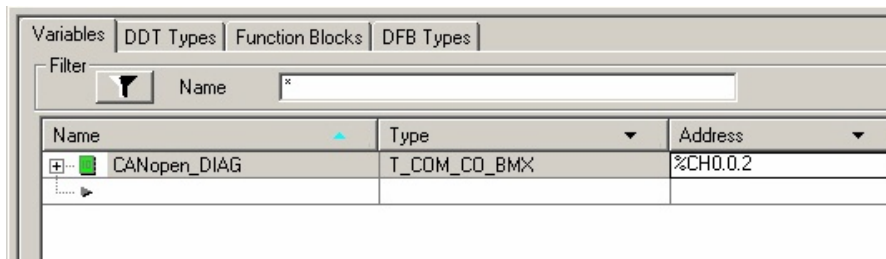 Variables DDT Types Function Blocks DFB Types
Filter
Name *
Name Type Address
CANopen_DIAG T_COM_CO_BMX %CH0.0.2